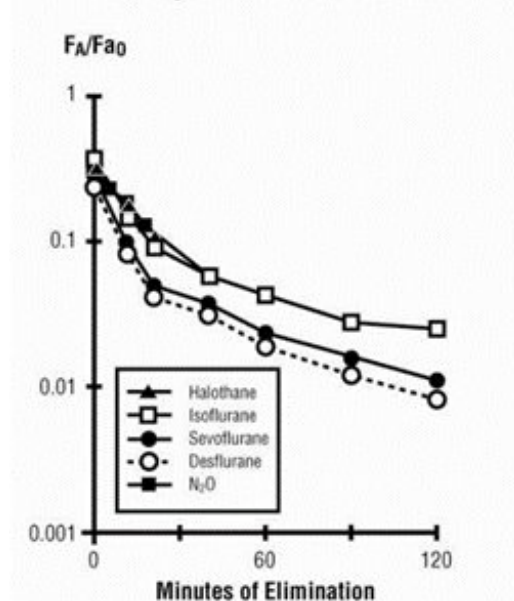 FA/Fa0
1
0.1
0.01
0.001
Halothane
Isoflurane
Sevoflurane
Desflurane
N₂O
0 60 120
Minutes of Elimination